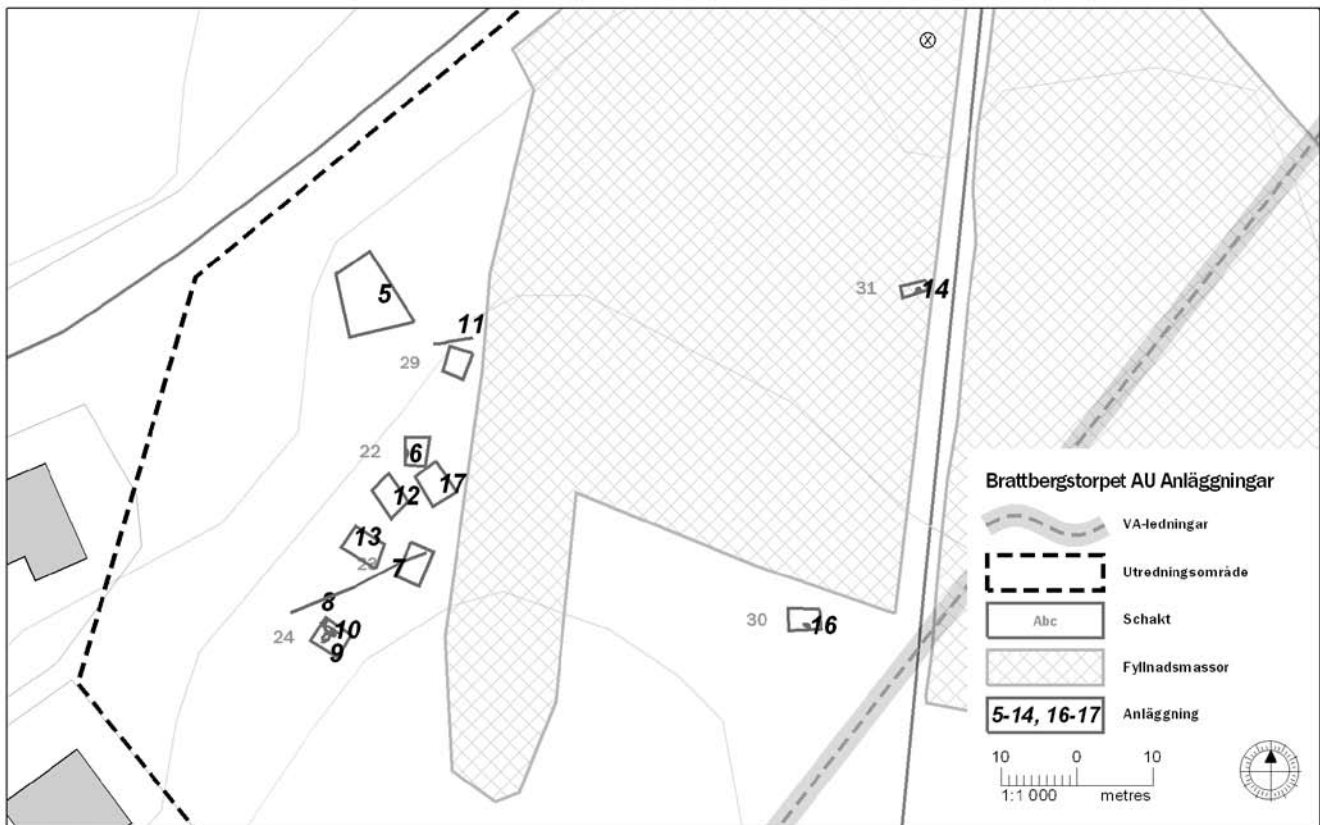 X
31
14
5
11
29
22
6
17
12
13
23
7
8
24
10
9
30
16
Brattbergstorpet AU Anläggningar
VA-ledningar
Utredningsområde
Abc Schakt
Fyllnadsmassor
5-14, 16-17 Anläggning
10 0 10
1:1 000 metres